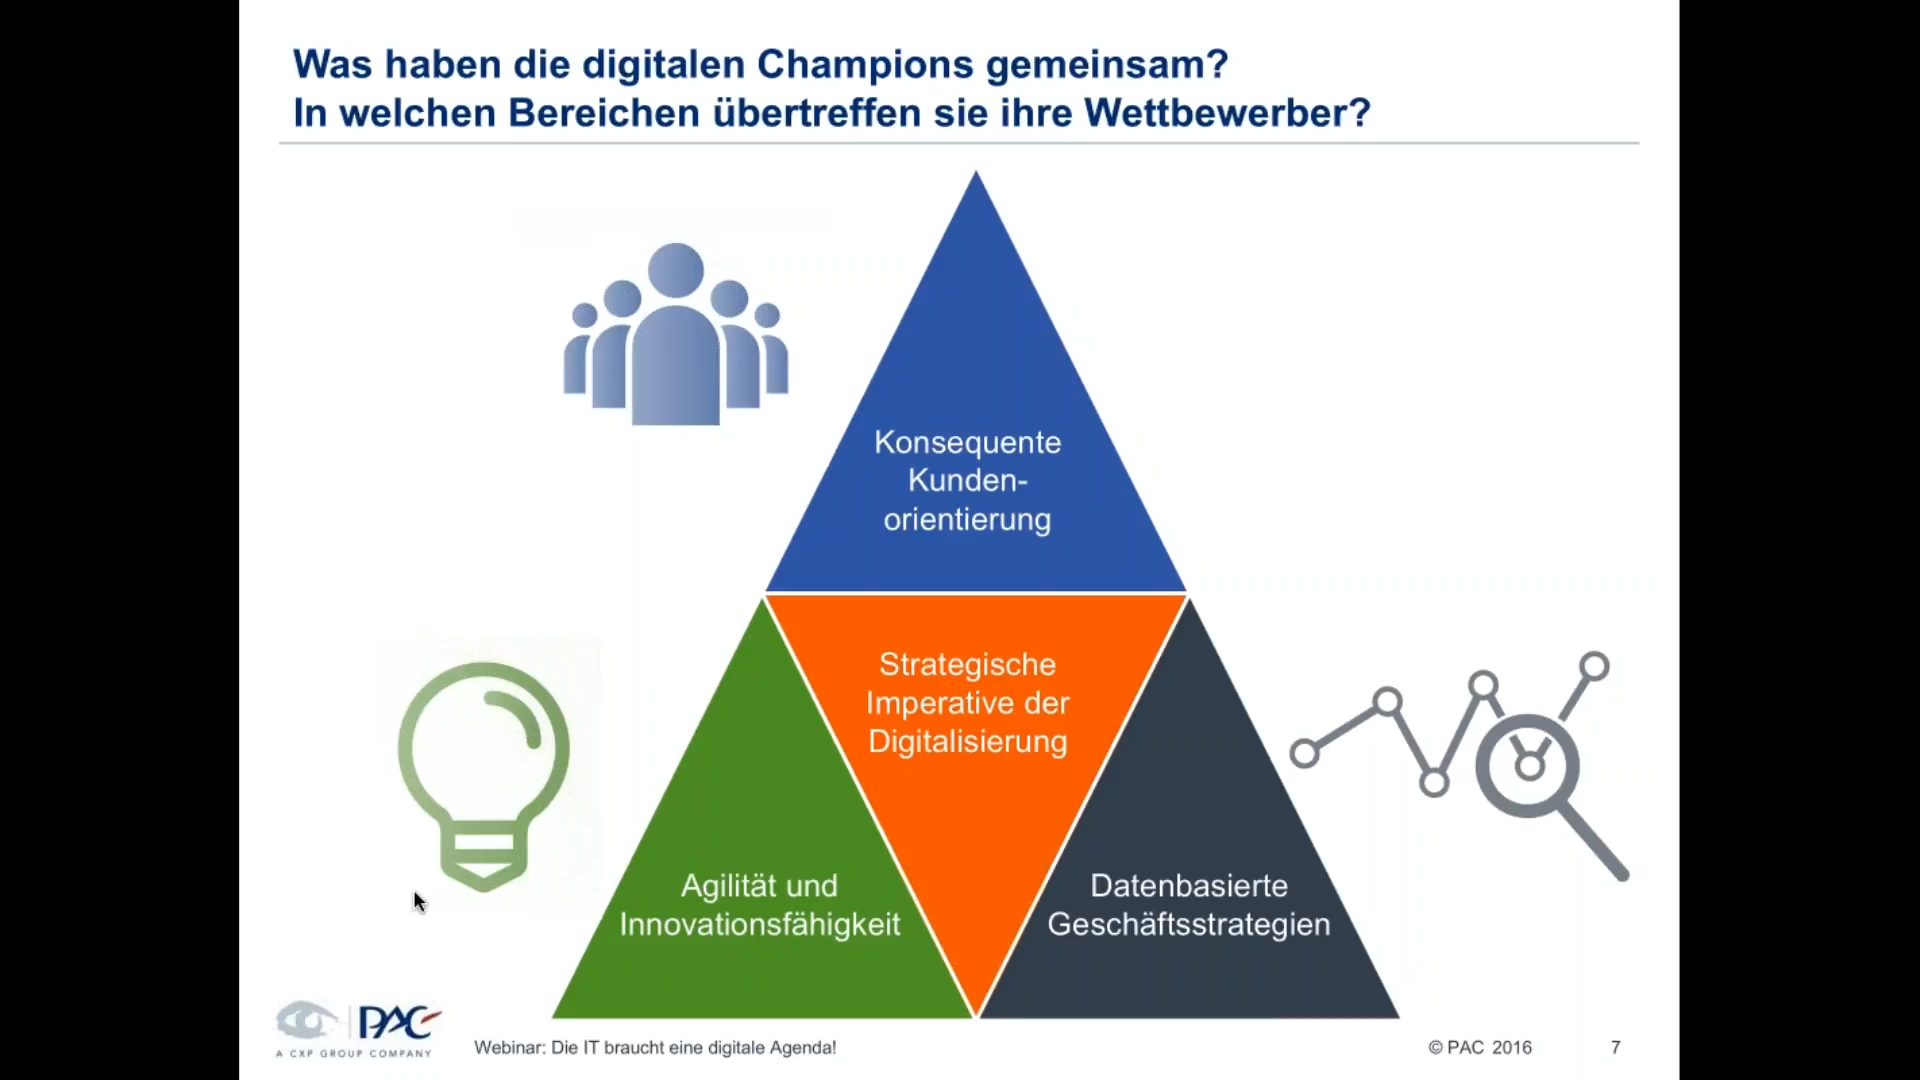 Was haben die digitalen Champions gemeinsam?
In welchen Bereichen übertreffen sie ihre Wettbewerber?
Konsequente
Kunden-
orientierung
Strategische
Imperative der
Digitalisierung
Agilität und
Innovationsfähigkeit
Datenbasierte
Geschäftsstrategien
PAC
A CXP GROUP COMPANY
Webinar: Die IT braucht eine digitale Agenda!
© PAC 2016
7